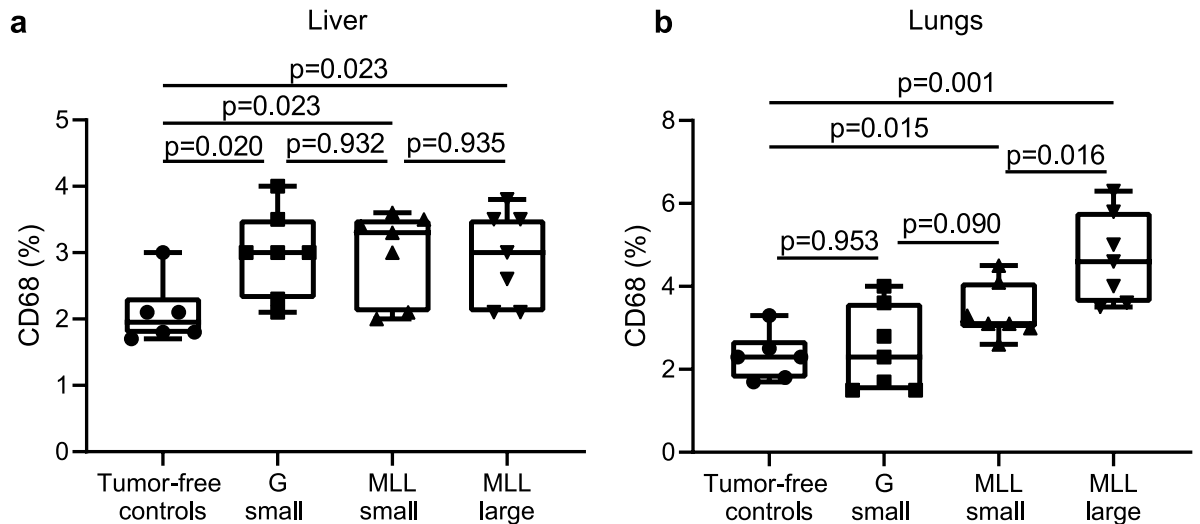 a
Liver
p=0.023
p=0.023
p=0.020
p=0.932
p=0.935
CD68 (%)
5
4
3
2
1
0
Tumor-free
controls
G
small
MLL
small
MLL
large
b
Lungs
p=0.001
p=0.015
p=0.016
p=0.090
p=0.953
CD68 (%)
8
6
4
2
0
Tumor-free
controls
G
small
MLL
small
MLL
large